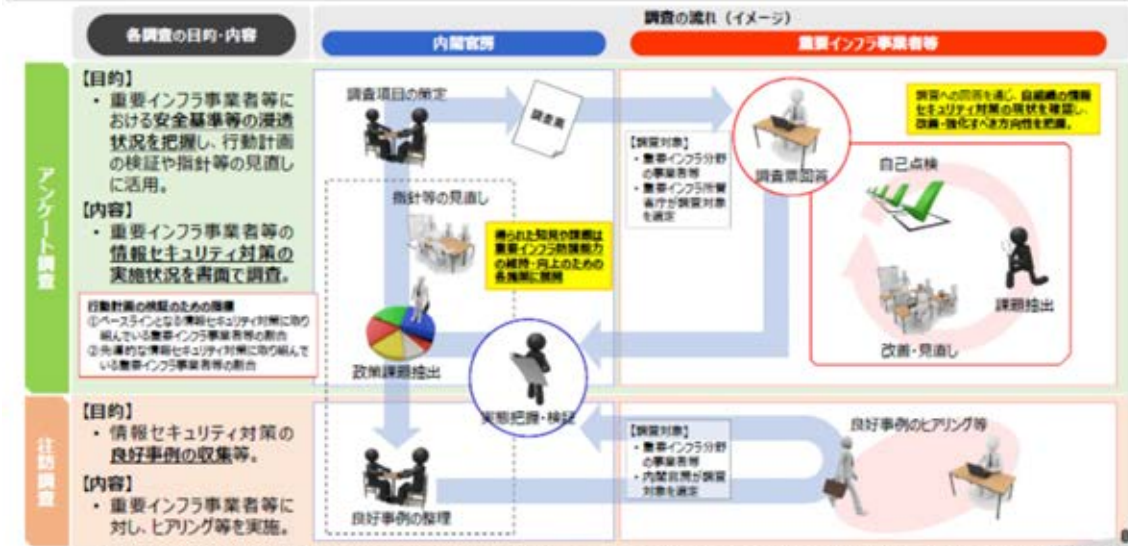 調査の流れ（イメージ）
各調査の目的・内容
内閣官房
重要インフラ事業者等
アンケート調査
【目的】
・ 重要インフラ事業者等に
おける安全基準等の浸透
状況を把握し、行動計画
の検証や指針等の見直し
に活用。
【内容】
・ 重要インフラ事業者等の
情報セキュリティ対策の
実施状況を書面で調査。
行動計画の検証のための指標
①ベースラインとなる情報セキュリティ対策に取り
組んでいる重要インフラ事業者等の割合
②先導的な情報セキュリティ対策に取り組んで
いる重要インフラ事業者等の割合
調査項目の策定
調査票
指針等の見直し
得られた知見や課題は
重要インフラ防護能力
の維持・向上のための
各施策に展開
政策課題抽出
実態把握・検証
【調査対象】
・ 重要インフラ分野
の事業者等
・ 重要インフラ所管
省庁が調査対象
を選定
調査票回答
調査への回答を通じ、自組織の情報
セキュリティ対策の現状を確認し、
改善・強化すべき方向性を把握。
自己点検
課題抽出
改善・見直し
往訪調査
【目的】
・ 情報セキュリティ対策の
良好事例の収集等。
【内容】
・ 重要インフラ事業者等に
対し、ヒアリング等を実施。
良好事例の整理
【調査対象】
・ 重要インフラ分野
の事業者等
・ 内閣官房が調査
対象を選定
良好事例のヒアリング等